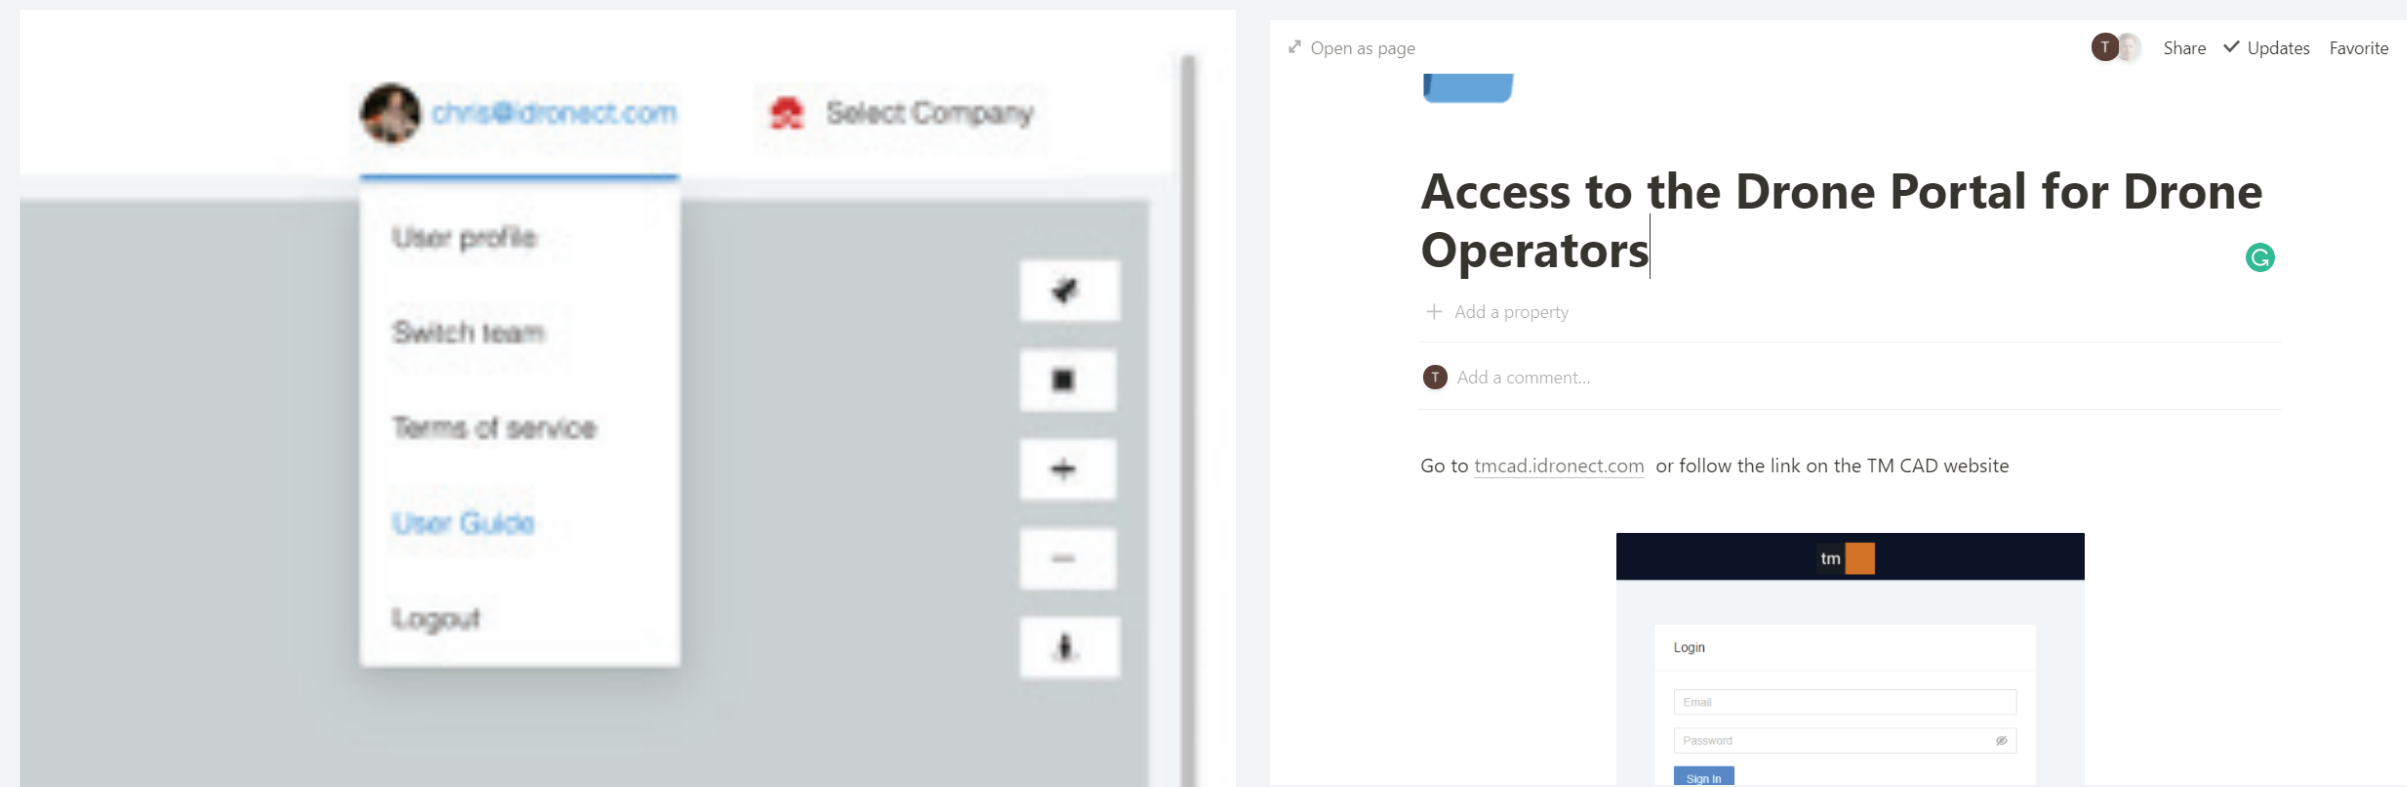 chris@idronect.com
Select Company
User profile
Switch team
Terms of service
User Guide
Logout
Open as page
T
Share
Updates
Favorite
Access to the Drone Portal for Drone
Operators
Add a property
T
Add a comment...
Go to tmcad.idronect.com or follow the link on the TM CAD website
tm
Login
Email
Password
Sign In